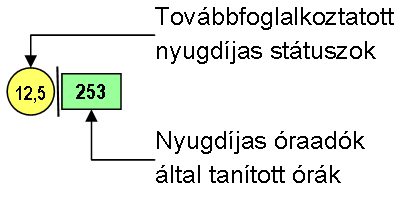 Továbbfoglalkoztatott
nyugdíjas státuszok
12,5
253
Nyugdíjas óraadók
által tanított órák